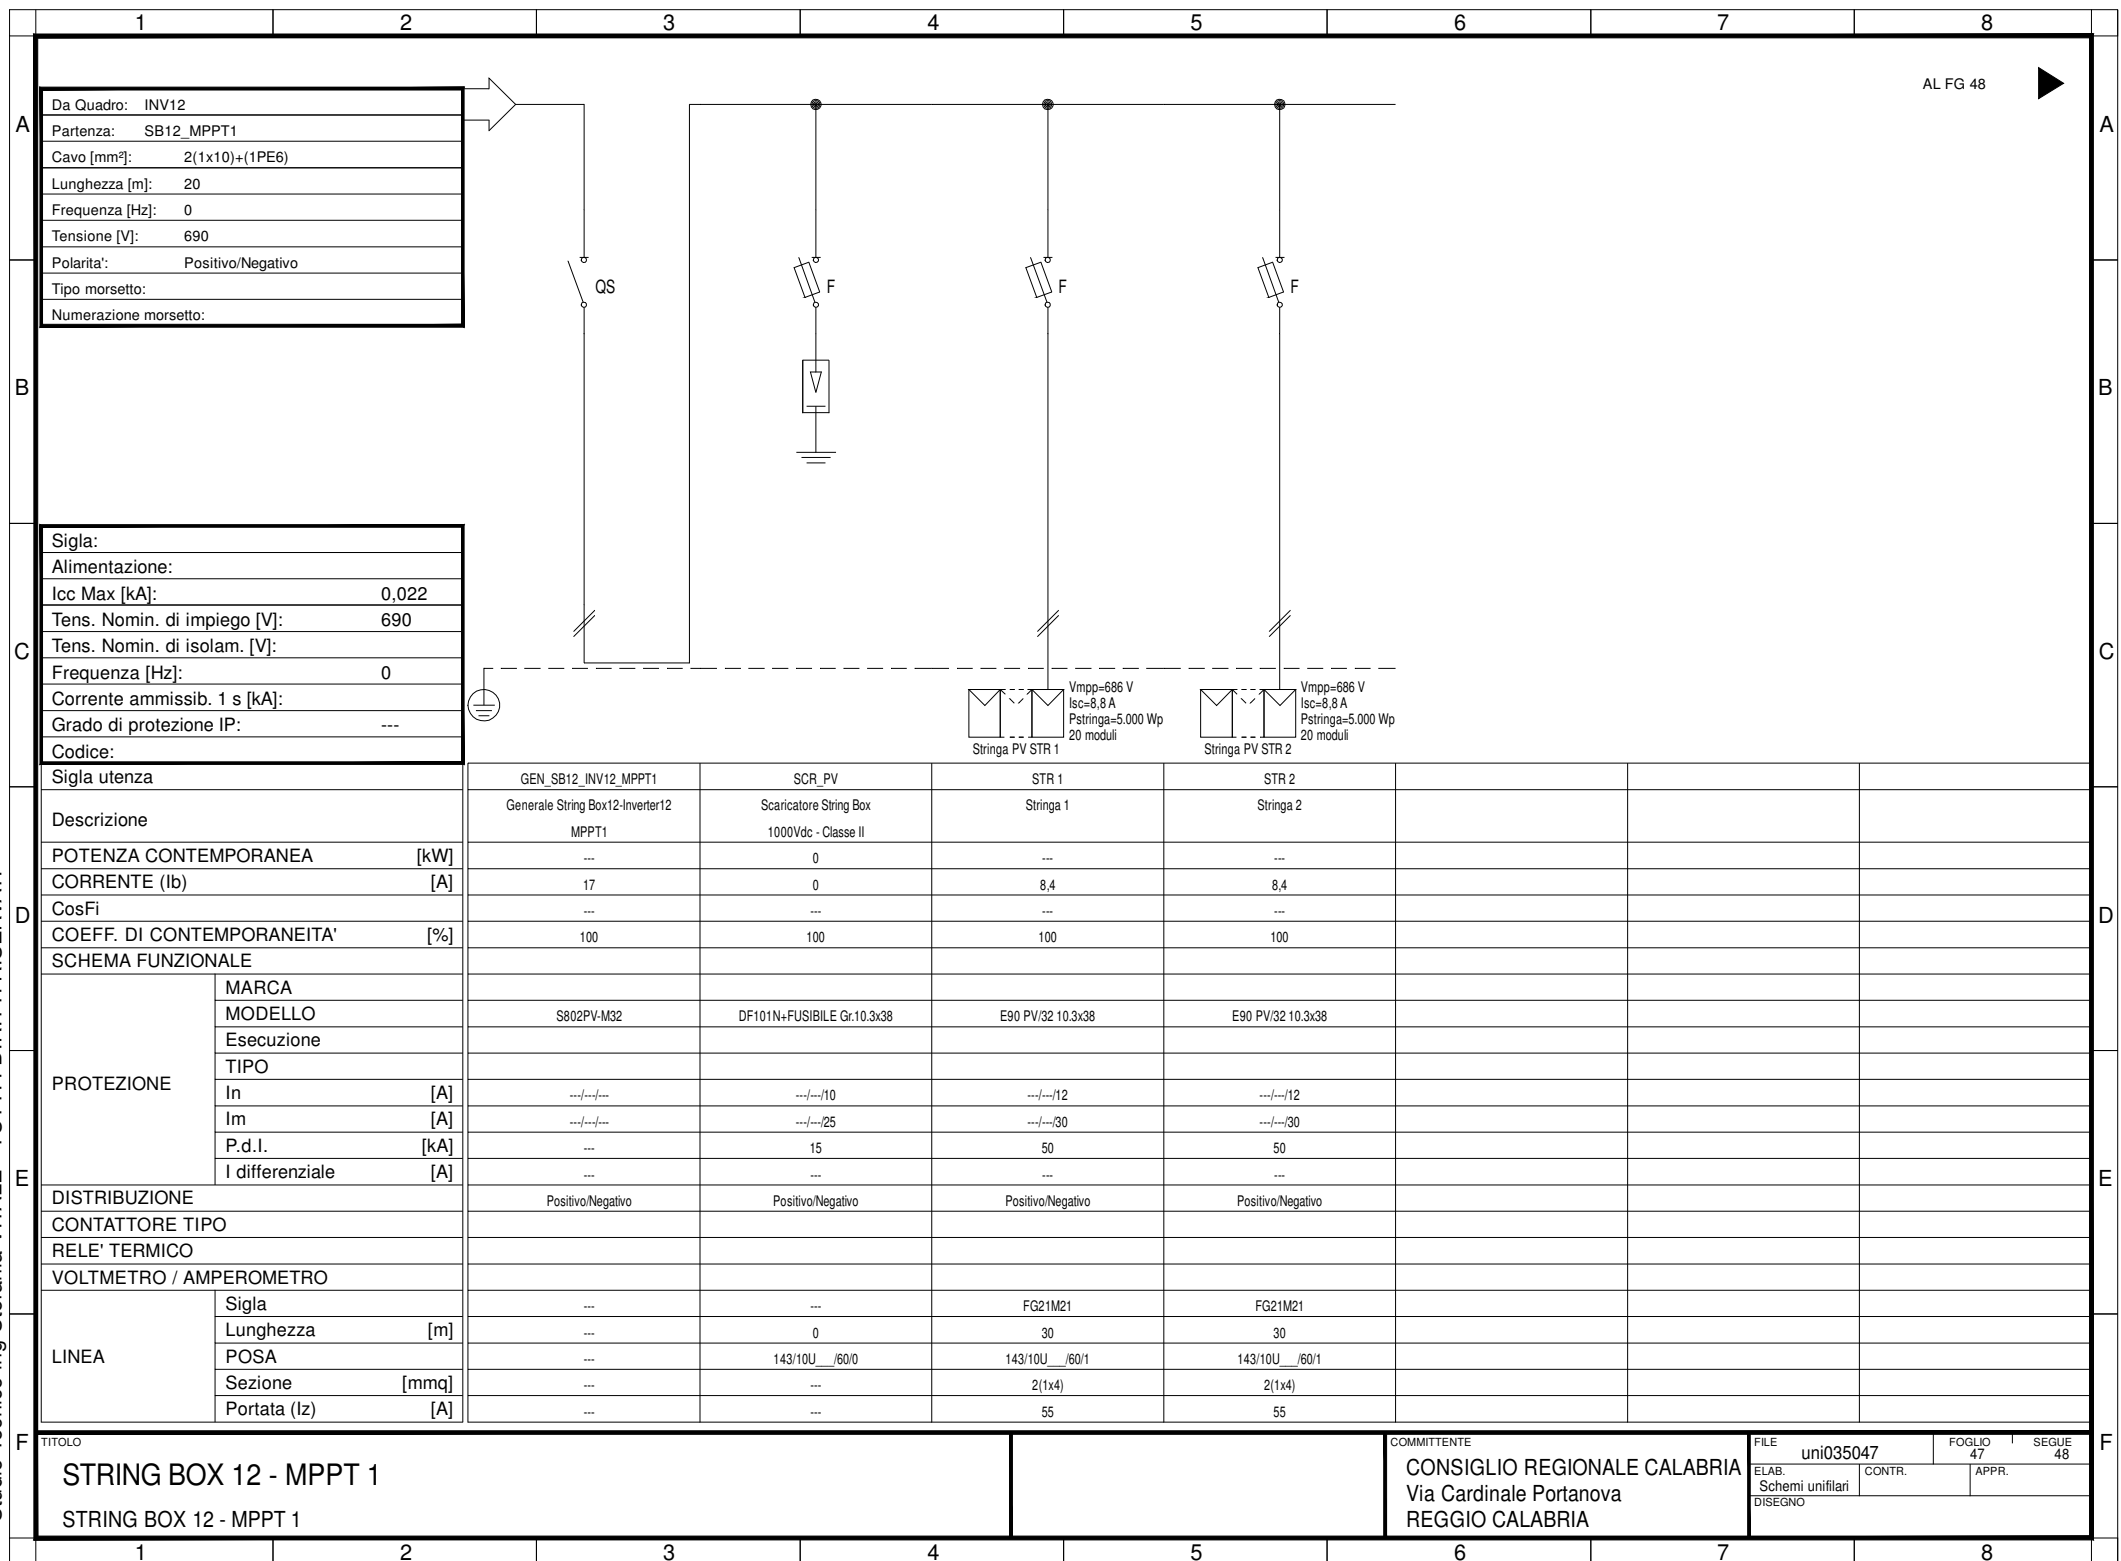 1 2 3 4 5 6 7 8
A A
B B
C C
D D
E E
F F
AL FG 48
Da Quadro: INV12
Partenza: SB12_MPPT1
Cavo [mm²]: 2(1x10)+(1PE6)
Lunghezza [m]: 20
Frequenza [Hz]: 0
Tensione [V]: 690
Polarita': Positivo/Negativo
Tipo morsetto:
Numerazione morsetto:
QS F F F
Sigla:
Alimentazione:
Icc Max [kA]: 0,022
Tens. Nomin. di impiego [V]: 690
Tens. Nomin. di isolam. [V]:
Frequenza [Hz]: 0
Corrente ammissib. 1 s [kA]:
Grado di protezione IP: ---
Codice:
Vmpp=686 V
Isc=8,8 A
Pstringa=5.000 Wp
20 moduli
Stringa PV STR 1
Vmpp=686 V
Isc=8,8 A
Pstringa=5.000 Wp
20 moduli
Stringa PV STR 2
Sigla utenza GEN_SB12_INV12_MPPT1 SCR_PV STR 1 STR 2
Descrizione Generale String Box12-Inverter12 Scaricatore String Box Stringa 1 Stringa 2
MPPT1 1000Vdc - Classe II
POTENZA CONTEMPORANEA [kW] --- 0 --- ---
CORRENTE (Ib) [A] 17 0 8,4 8,4
CosFi --- --- --- ---
COEFF. DI CONTEMPORANEITA' [%] 100 100 100 100
SCHEMA FUNZIONALE
PROTEZIONE
MARCA
MODELLO S802PV-M32 DF101N+FUSIBILE Gr.10.3x38 E90 PV/32 10.3x38 E90 PV/32 10.3x38
Esecuzione
TIPO
In [A] ---/---/--- ---/---/10 ---/---/12 ---/---/12
Im [A] ---/---/--- ---/---/25 ---/---/30 ---/---/30
P.d.I. [kA] --- 15 50 50
I differenziale [A] --- --- --- ---
DISTRIBUZIONE Positivo/Negativo Positivo/Negativo Positivo/Negativo Positivo/Negativo
CONTATTORE TIPO
RELE' TERMICO
VOLTMETRO / AMPEROMETRO
LINEA
Sigla --- --- FG21M21 FG21M21
Lunghezza [m] --- 0 30 30
POSA --- 143/10U___/60/0 143/10U___/60/1 143/10U___/60/1
Sezione [mmq] --- --- 2(1x4) 2(1x4)
Portata (Iz) [A] --- --- 55 55
TITOLO
STRING BOX 12 - MPPT 1
STRING BOX 12 - MPPT 1
COMMITTENTE
CONSIGLIO REGIONALE CALABRIA
Via Cardinale Portanova
REGGIO CALABRIA
FILE uni035047
FOGLIO 47
SEGUE 48
ELAB. Schemi unifilari
CONTR.
APPR.
DISEGNO
1 2 3 4 5 6 7 8